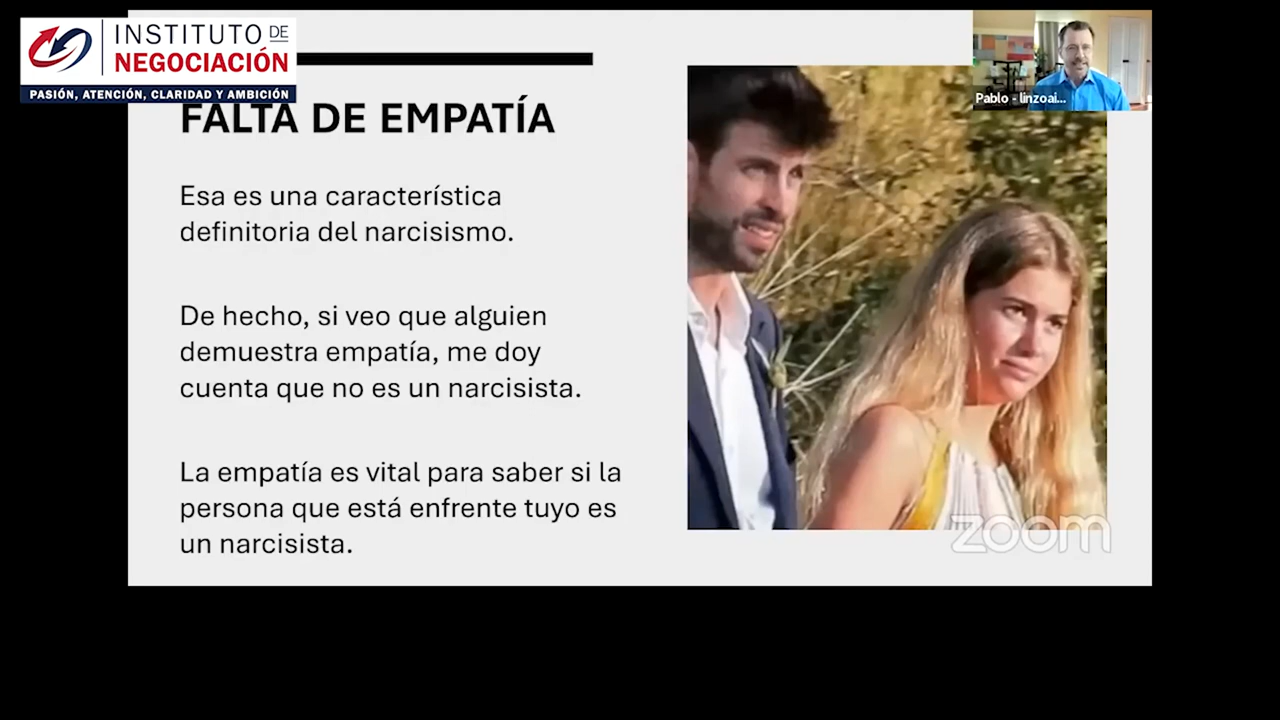 INSTITUTO DE
NEGOCIACIÓN
PASIÓN, ATENCIÓN, CLARIDAD Y AMBICIÓN
Pablo - linzoai...
FALTA DE EMPATÍA
Esa es una característica
definitoria del narcisismo.
De hecho, si veo que alguien
demuestra empatía, me doy
cuenta que no es un narcisista.
La empatía es vital para saber si la
persona que está enfrente tuyo es
un narcisista.
zoom